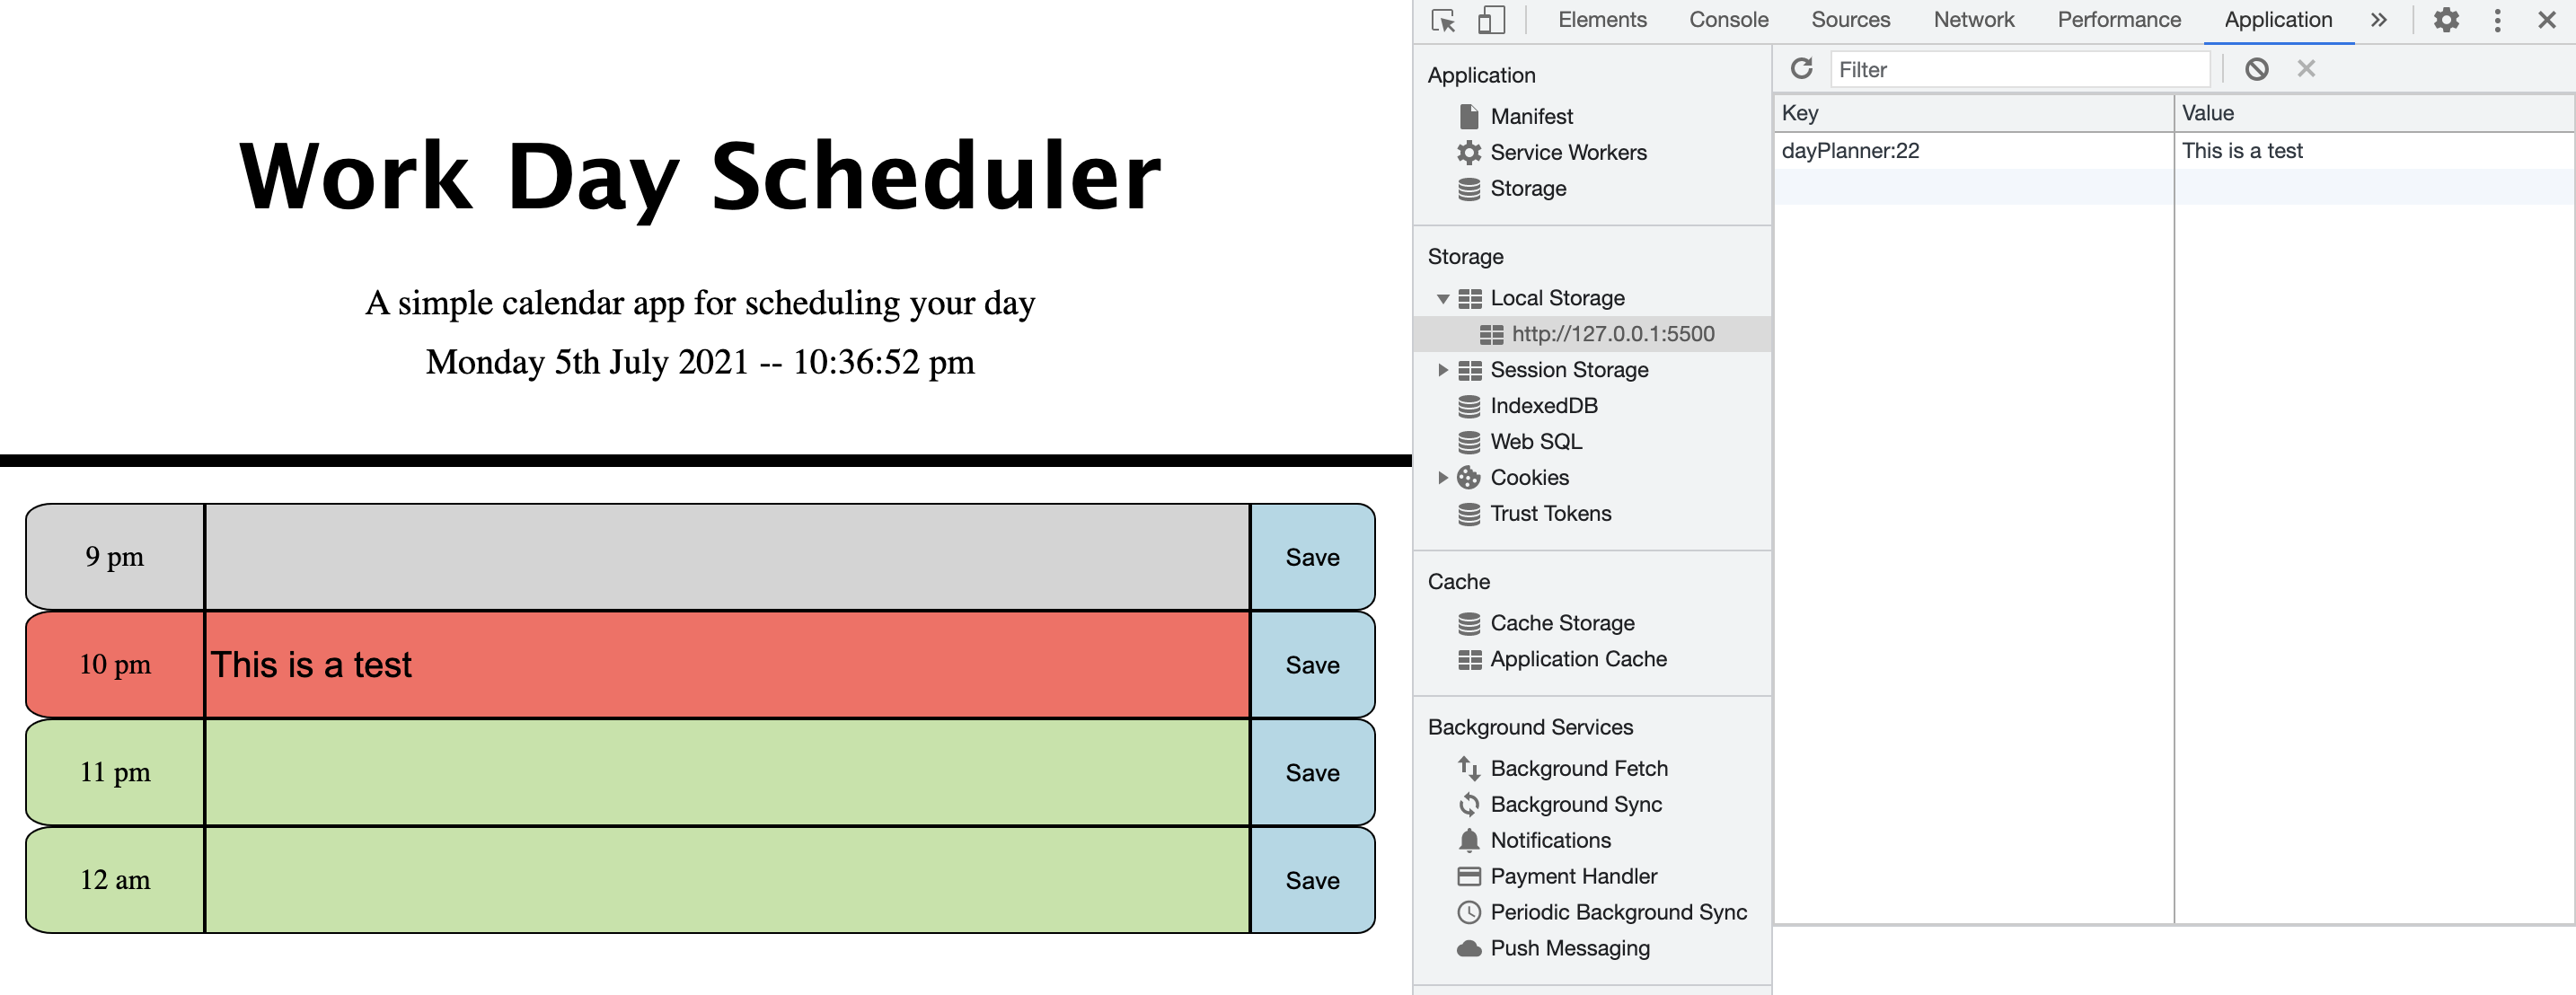 Work Day Scheduler
A simple calendar app for scheduling your day
Monday 5th July 2021 -- 10:36:52 pm
9 pm
Save
10 pm
This is a test
Save
11 pm
Save
12 am
Save
Elements Console Sources Network Performance Application
Application
Manifest
Service Workers
Storage
Storage
Local Storage
http://127.0.0.1:5500
Session Storage
IndexedDB
Web SQL
Cookies
Trust Tokens
Cache
Cache Storage
Application Cache
Background Services
Background Fetch
Background Sync
Notifications
Payment Handler
Periodic Background Sync
Push Messaging
Filter
Key Value
dayPlanner:22 This is a test